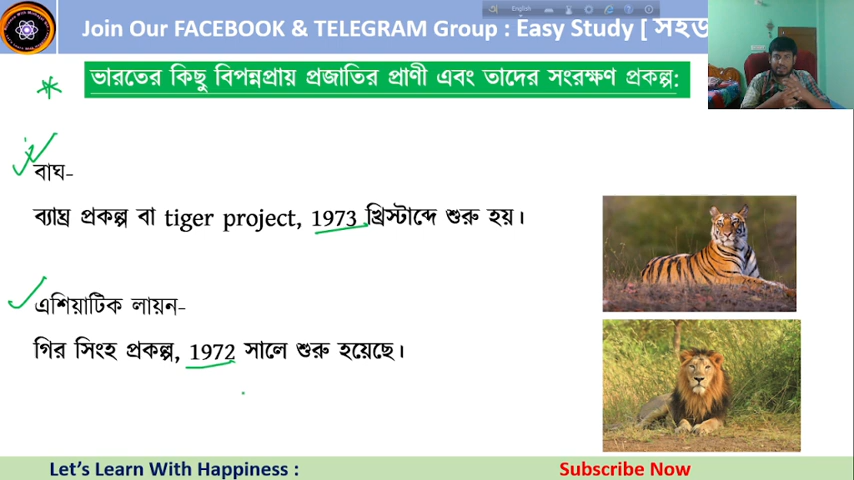 Join Our FACEBOOK & TELEGRAM Group : Easy Study [ সহজ
English
ভারতের কিছু বিপন্নপ্রায় প্রজাতির প্রাণী এবং তাদের সংরক্ষণ প্রকল্প:
বাঘ-
ব্যাঘ্র প্রকল্প বা tiger project, 1973 খ্রিস্টাব্দে শুরু হয়।
এশিয়াটিক লায়ন-
গির সিংহ প্রকল্প, 1972 সালে শুরু হয়েছে।
Let's Learn With Happiness :
Subscribe Now